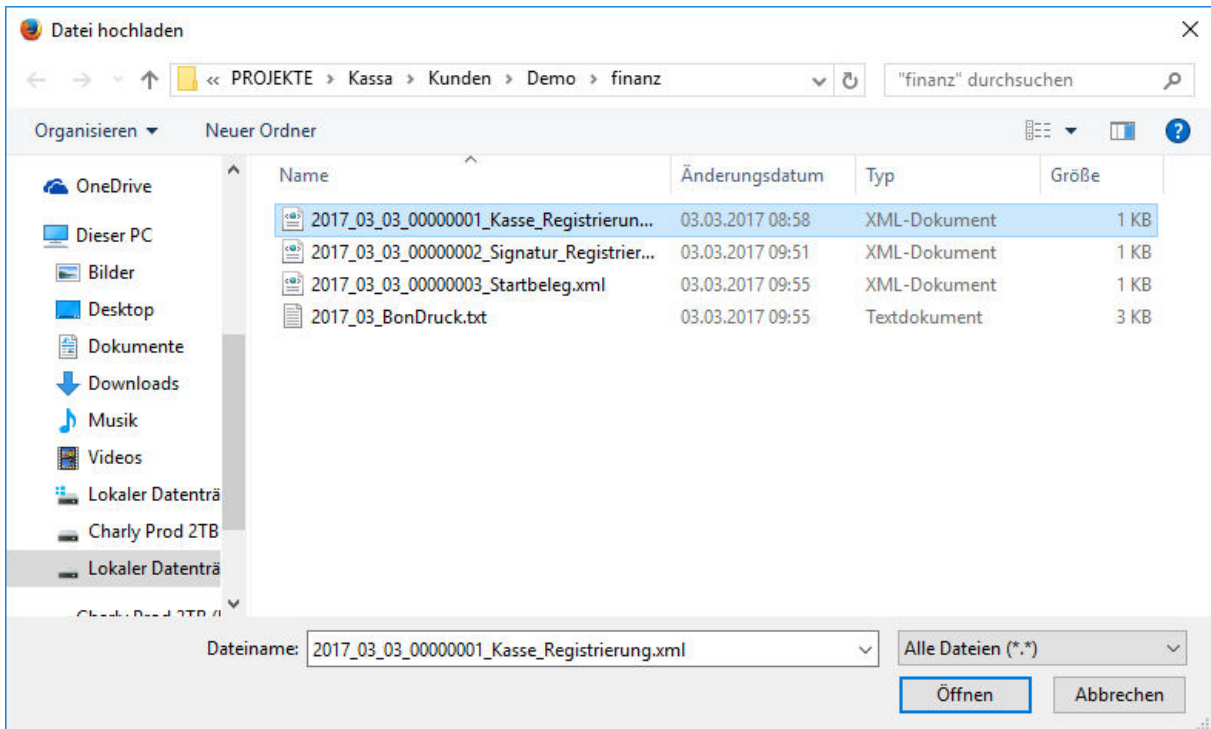 Datei hochladen
« PROJEKTE › Kassa › Kunden › Demo › finanz
"finanz" durchsuchen
Organisieren
Neuer Ordner
?
Name Änderungsdatum Typ Größe
2017_03_03_00000001_Kasse_Registrierun... 03.03.2017 08:58 XML-Dokument 1 KB
2017_03_03_00000002_Signatur_Registrier... 03.03.2017 09:51 XML-Dokument 1 KB
2017_03_03_00000003_Startbeleg.xml 03.03.2017 09:55 XML-Dokument 1 KB
2017_03_BonDruck.txt 03.03.2017 09:55 Textdokument 3 KB
OneDrive
Dieser PC
Bilder
Desktop
Dokumente
Downloads
Musik
Videos
Lokaler Datenträ
Charly Prod 2TB
Lokaler Datenträ
Charly Prod 2TB (I
Dateiname: 2017_03_03_00000001_Kasse_Registrierung.xml
Alle Dateien (*.*)
Öffnen
Abbrechen